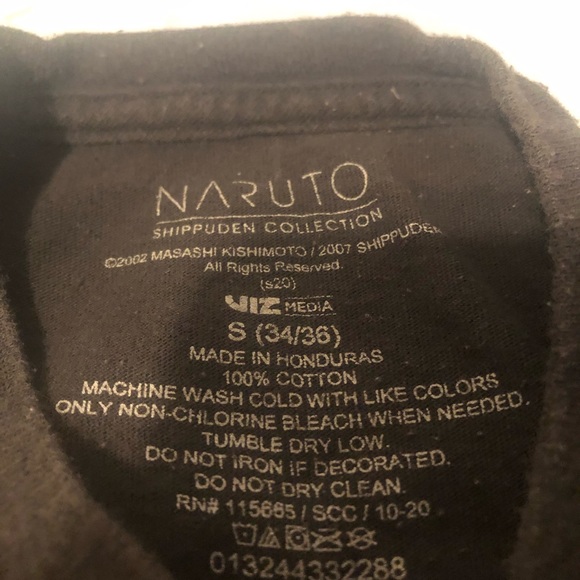 NARUTO
SHIPPUDEN COLLECTION
©2002 MASASHI KISHIMOTO / 2007 SHIPPUDEN
All Rights Reserved.
(s20)
VIZ MEDIA
S (34/36)
MADE IN HONDURAS
100% COTTON
MACHINE WASH COLD WITH LIKE COLORS
ONLY NON-CHLORINE BLEACH WHEN NEEDED.
TUMBLE DRY LOW.
DO NOT IRON IF DECORATED.
DO NOT DRY CLEAN.
RN# 115665 / SCC / 10-20
013244332288